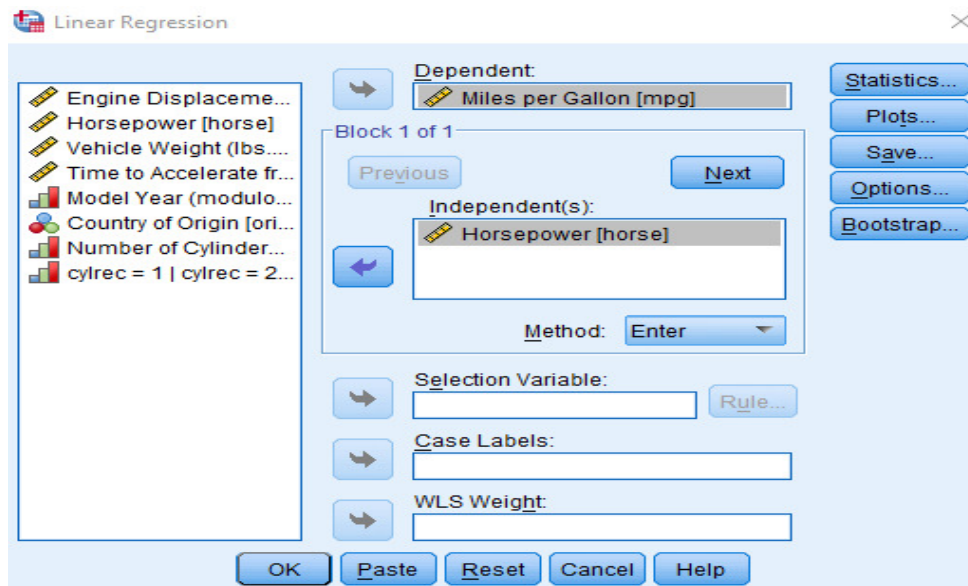 Linear Regression
Engine Displaceme...
Horsepower [horse]
Vehicle Weight (lbs....
Time to Accelerate fr...
Model Year (modulo...
Country of Origin [ori...
Number of Cylinder...
cylrec = 1 | cylrec = 2...
Dependent:
Miles per Gallon [mpg]
Block 1 of 1
Previous
Next
Independent(s):
Horsepower [horse]
Method:
Enter
Selection Variable:
Rule...
Case Labels:
WLS Weight:
Statistics...
Plots...
Save...
Options...
Bootstrap...
OK
Paste
Reset
Cancel
Help